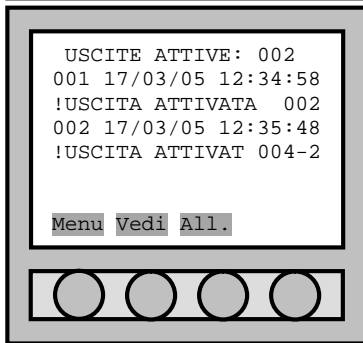 USCITE ATTIVE: 002
001 17/03/05 12:34:58
!USCITA ATTIVATA 002
002 17/03/05 12:35:48
!USCITA ATTIVAT 004-2
Menu Vedi All.